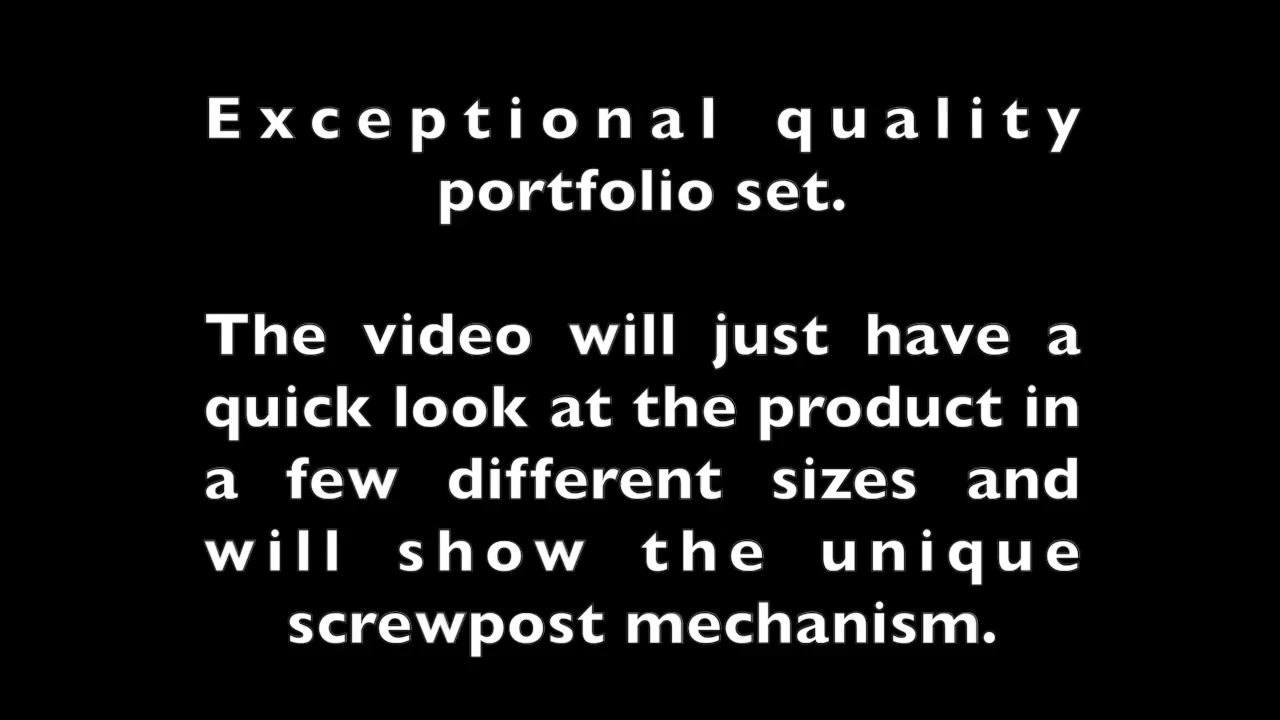 Exceptional quality
portfolio set.
The video will just have a
quick look at the product in
a few different sizes and
will show the unique
screwpost mechanism.